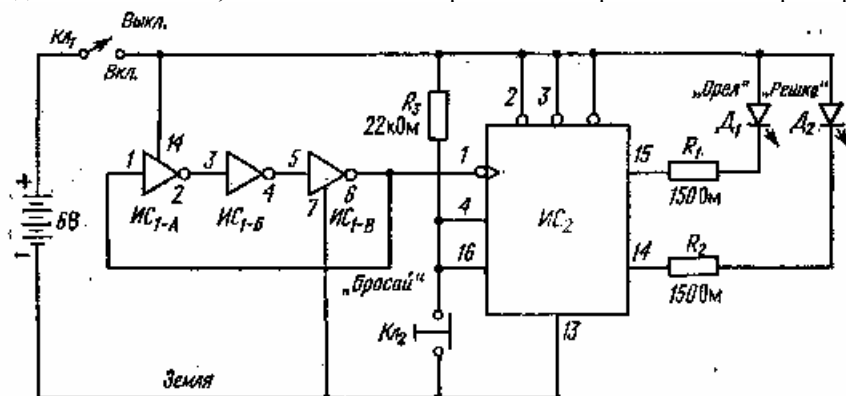 Кл₁
Выкл.
Вкл.
14
1
2
3
4
5
6
7
ИС₁₋А
ИС₁₋Б
ИС₁₋В
+
6В
R₃
22кОм
„Бросай“
Кл₂
Земля
2
3
1
4
16
15
14
13
ИС₂
R₁
150Ом
R₂
150Ом
„Орел“
„Решка“
Д₁
Д₂